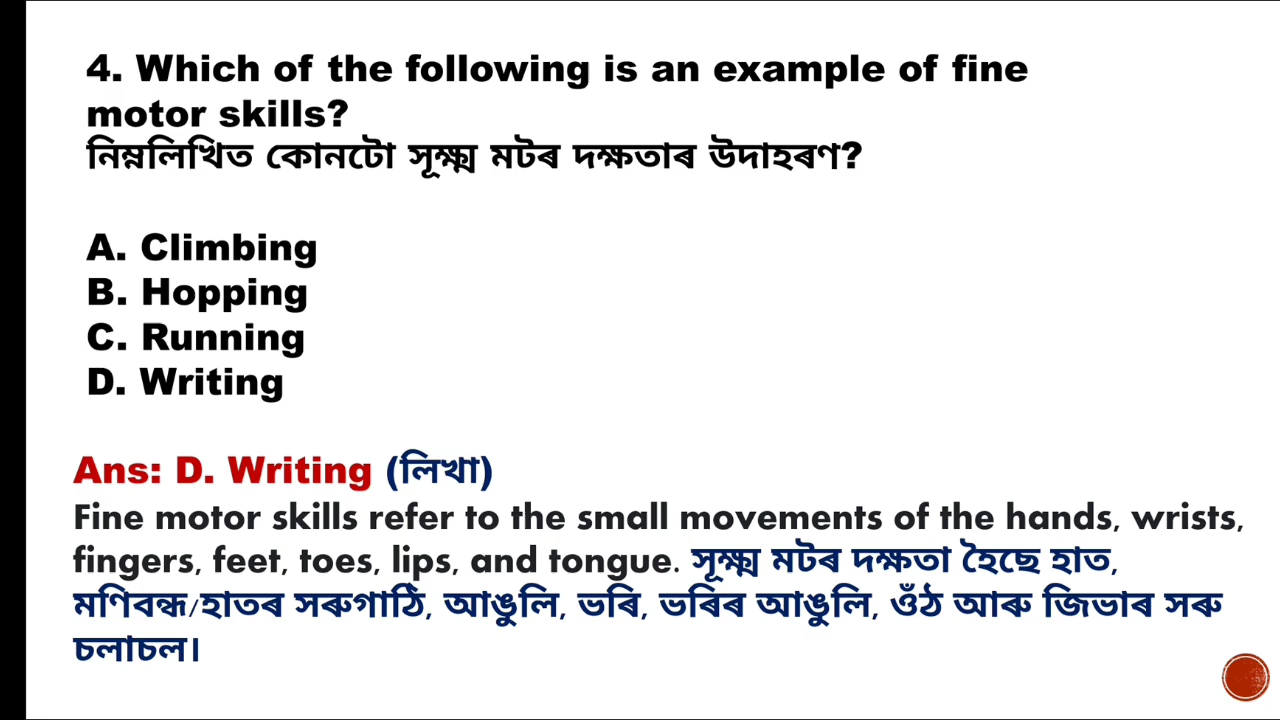 4. Which of the following is an example of fine
motor skills?
নিম্নলিখিত কোনটো সূক্ষ্ম মটৰ দক্ষতাৰ উদাহৰণ?
A. Climbing
B. Hopping
C. Running
D. Writing
Ans: D. Writing (লিখা)
Fine motor skills refer to the small movements of the hands, wrists,
fingers, feet, toes, lips, and tongue. সূক্ষ্ম মটৰ দক্ষতা হৈছে হাত,
মণিবন্ধ/হাতৰ সৰুগাঠি, আঙুলি, ভৰি, ভৰিৰ আঙুলি, ওঁঠ আৰু জিভাৰ সৰু
চলাচল।